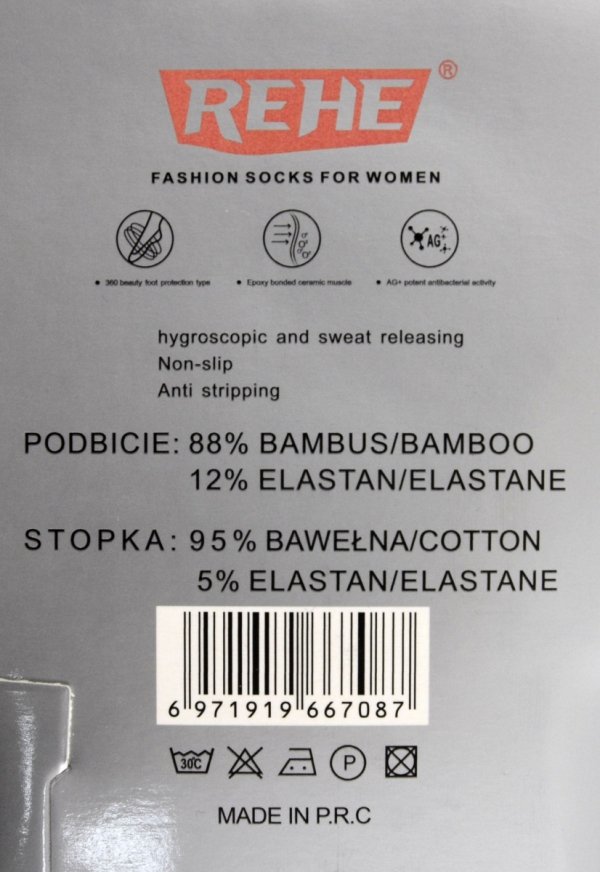 REHE®
FASHION SOCKS FOR WOMEN
AG+
• 360 beauty foot protection type • Epoxy bonded ceramic muscle • AG+ potent antibacterial activity
hygroscopic and sweat releasing
Non-slip
Anti stripping
PODBICIE: 88% BAMBUS/BAMBOO
12% ELASTAN/ELASTANE
STOPKA: 95% BAWEŁNA/COTTON
5% ELASTAN/ELASTANE
6 971919 667087
30C P
MADE IN P.R.C